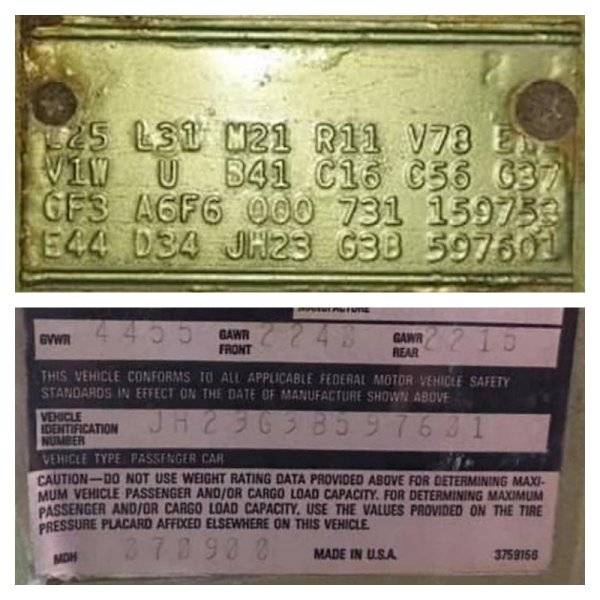 L31 M21 R11 V78
V1W U B41 C16 C56 G37
GF3 A6F6 000 731 159753
E44 D34 JH23 G3B 597601
GVWR 4455 GAWR FRONT GAWR REAR 2215
THIS VEHICLE CONFORMS TO ALL APPLICABLE FEDERAL MOTOR VEHICLE SAFETY
STANDARDS IN EFFECT ON THE DATE OF MANUFACTURE SHOWN ABOVE
VEHICLE
IDENTIFICATION JH23G3B597601
NUMBER
VEHICLE TYPE: PASSENGER CAR
CAUTION—DO NOT USE WEIGHT RATING DATA PROVIDED ABOVE FOR DETERMINING MAXI-
MUM VEHICLE PASSENGER AND/OR CARGO LOAD CAPACITY. FOR DETERMINING MAXIMUM
PASSENGER AND/OR CARGO LOAD CAPACITY, USE THE VALUES PROVIDED ON THE TIRE
PRESSURE PLACARD AFFIXED ELSEWHERE ON THIS VEHICLE.
MDH MADE IN U.S.A. 3759156